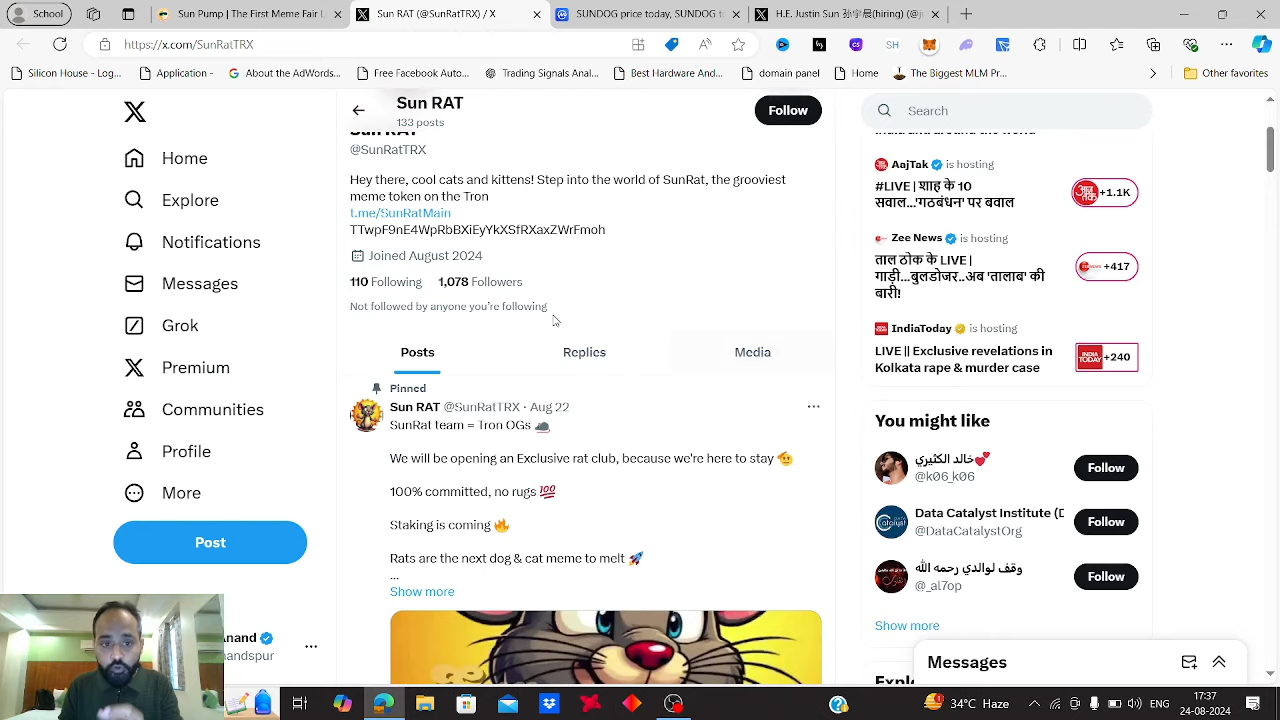 School
Sun Pump | Meme Fair Launch
Sun RAT (@SunRatTRX) / X
SUNDOG price today, SUNDOG to
H.E. Justin Sun 孙宇晨(hiring) (@j
https://x.com/SunRatTRX
Silicon House - Log...
Application -
About the AdWords...
Free Facebook Auto...
Trading Signals Anal...
Best Hardware And...
domain panel
Home
The Biggest MLM Pr...
Other favorites
Sun RAT
133 posts
Follow
Search
Home
Explore
Notifications
Messages
Grok
Premium
Communities
Profile
More
Post
Anand
andspur
Sun RAT
@SunRatTRX
Hey there, cool cats and kittens! Step into the world of SunRat, the grooviest
meme token on the Tron
t.me/SunRatMain
TTwpF9nE4WpRbBXiEyYkXSfRXaxZWrFmoh
Joined August 2024
110 Following 1,078 Followers
Not followed by anyone you're following
Posts
Replies
Media
Pinned
Sun RAT @SunRatTRX · Aug 22
SunRat team = Tron OGs 🐀
We will be opening an Exclusive rat club, because we're here to stay 🫡
100% committed, no rugs 💯
Staking is coming 🔥
Rats are the next dog & cat meme to melt 🚀
...
Show more
India and around the world
AajTak is hosting
#LIVE | शाह के 10
सवाल...'गठबंधन' पर बवाल
+1.1K
Zee News is hosting
ताल ठोक के LIVE |
गाड़ी...बुलडोजर..अब 'तालाब' की
बारी!
+417
IndiaToday is hosting
LIVE || Exclusive revelations in
Kolkata rape & murder case
+240
You might like
خالد الكثيري💕
@k06_k06
Follow
Data Catalyst Institute (D
@DataCatalystOrg
Follow
وقف لوالدي رحمه الله
@_al7op
Follow
Show more
Messages
34°C Haze
ENG
17:37
24-08-2024